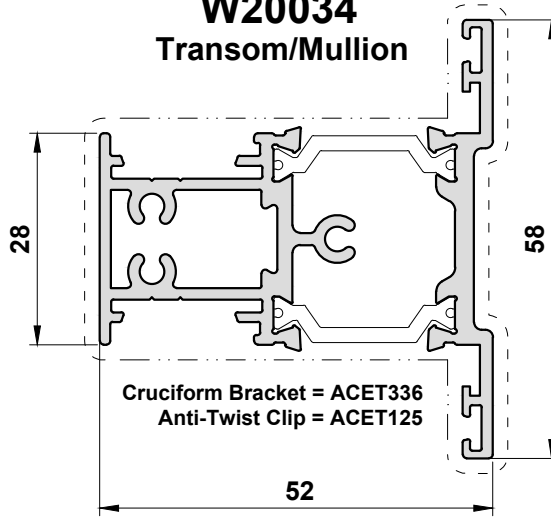 W20034
Transom/Mullion
28
58
Cruciform Bracket = ACET336
Anti-Twist Clip = ACET125
52